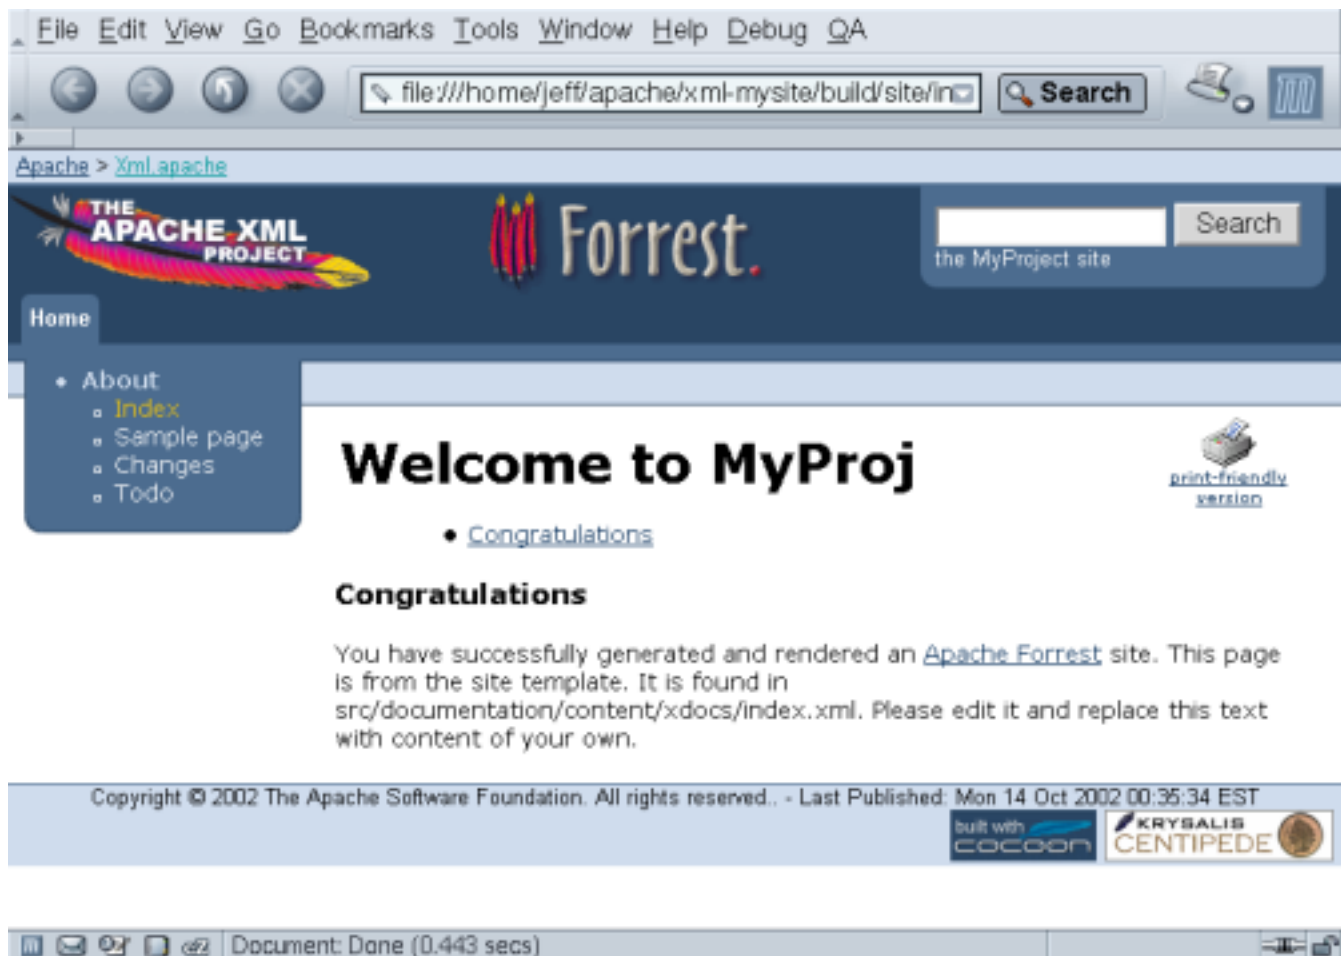 File Edit View Go Bookmarks Tools Window Help Debug QA
file:///home/jeff/apache/xml-mysite/build/site/in
Search
Apache > Xml.apache
THE
APACHE XML
PROJECT
Forrest.
Search
the MyProject site
Home
About
Index
Sample page
Changes
Todo
Welcome to MyProj
print-friendly
version
Congratulations
Congratulations
You have successfully generated and rendered an Apache Forrest site. This page
is from the site template. It is found in
src/documentation/content/xdocs/index.xml. Please edit it and replace this text
with content of your own.
Copyright © 2002 The Apache Software Foundation. All rights reserved.. - Last Published: Mon 14 Oct 2002 00:35:34 EST
built with
cocoon
KRYSALIS
CENTIPEDE
Document: Done (0.443 secs)